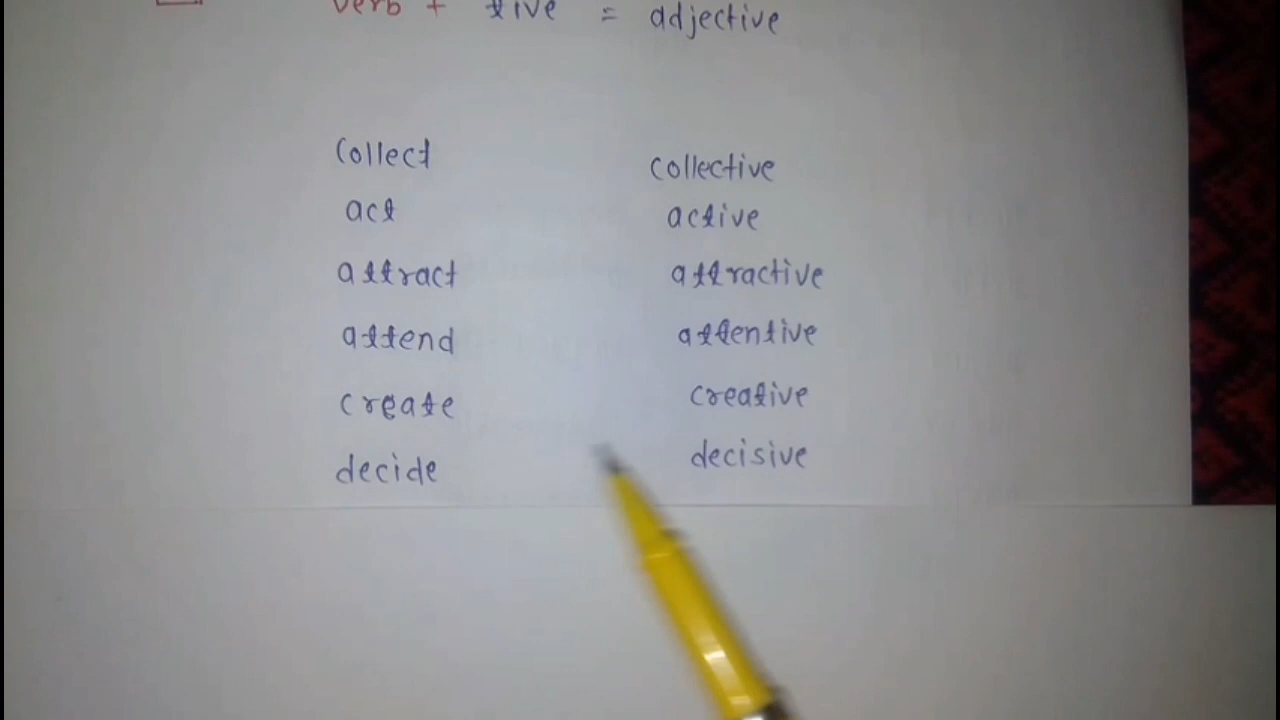 verb + tive = adjective
collect collective
act active
attract attractive
attend attentive
create creative
decide decisive